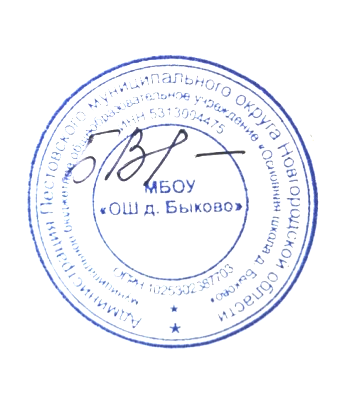 Администрация Пестовского муниципального округа Новгородской области
муниципальное бюджетное общеобразовательное учреждение «Основная школа д. Быково»
ИНН 5313004475
МБОУ
«ОШ д. Быково»
ОГРН 1025302387703